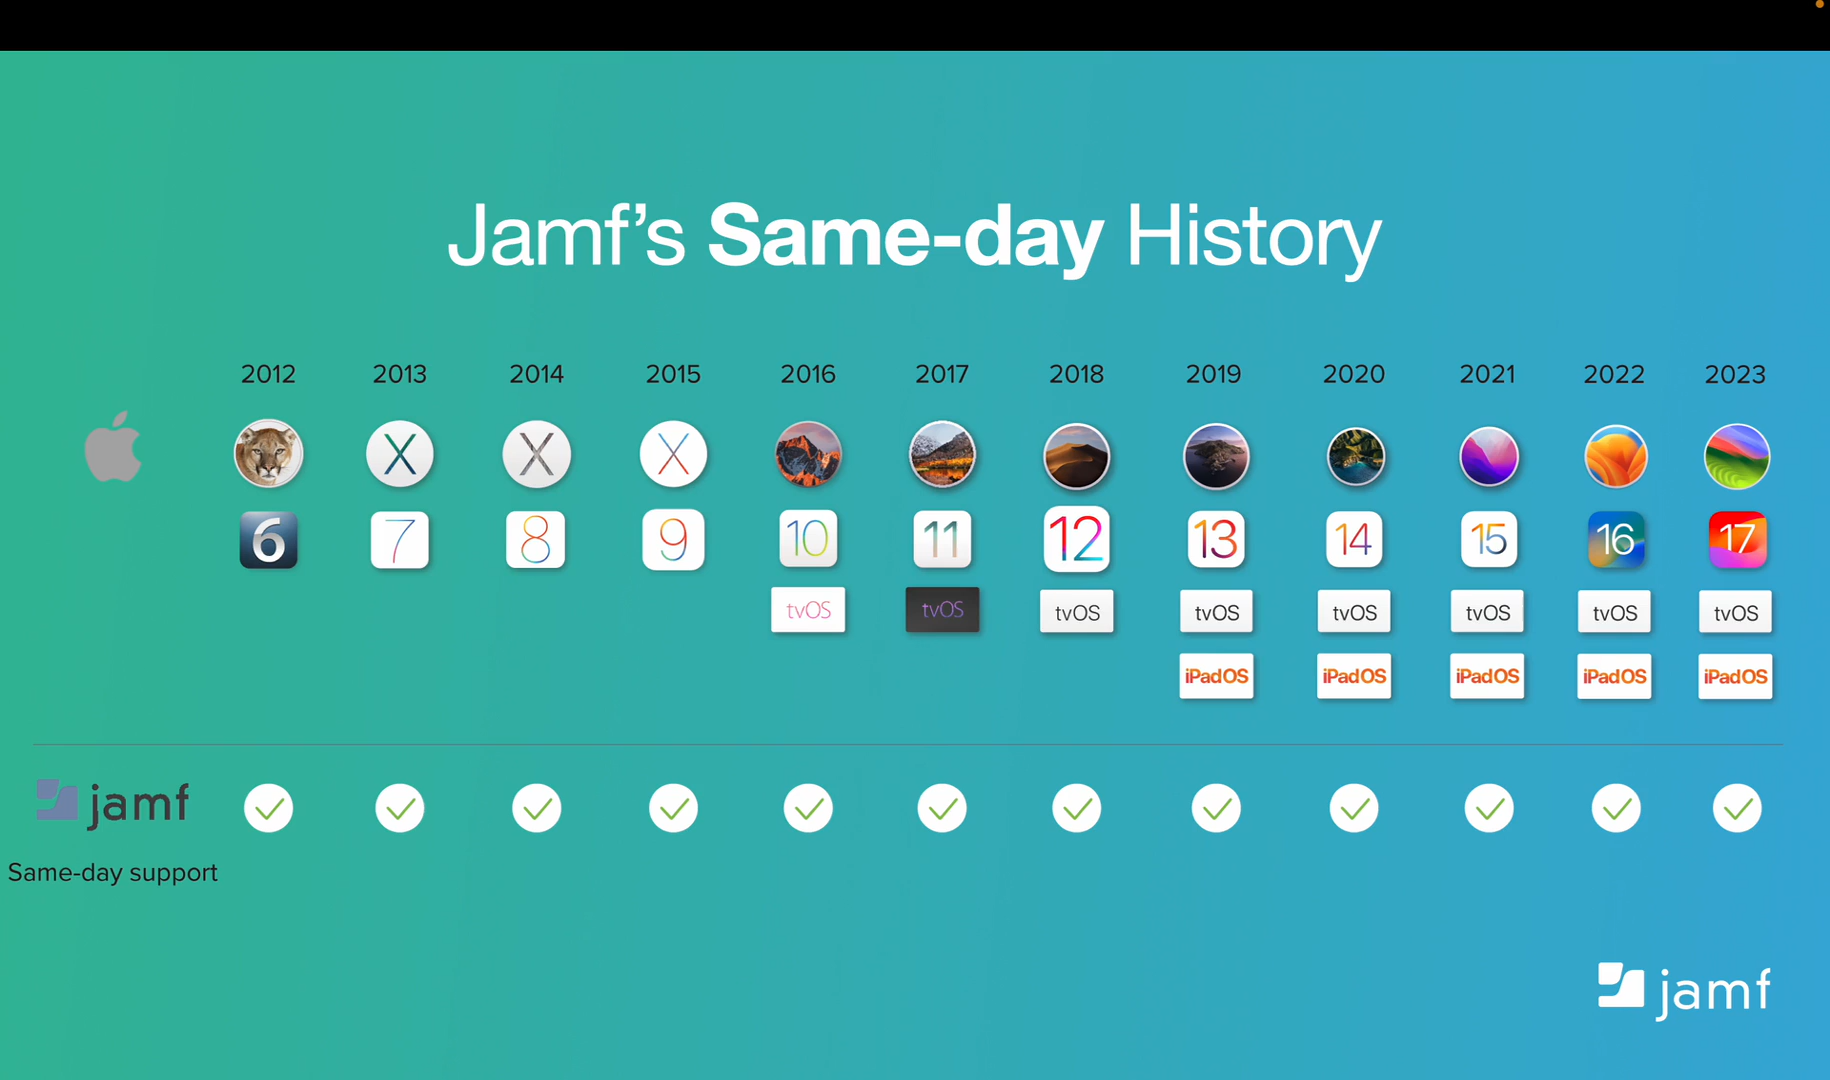 Jamf's Same-day History
2012 2013 2014 2015 2016 2017 2018 2019 2020 2021 2022 2023
X X X
6 7 8 9 10 11 12 13 14 15 16 17
tvOS tvOS tvOS tvOS tvOS tvOS tvOS tvOS
iPadOS iPadOS iPadOS iPadOS iPadOS
jamf
Same-day support
jamf